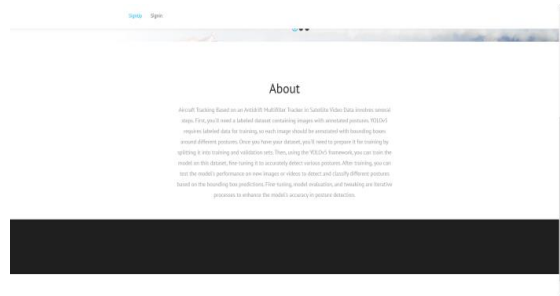 SignUp SignIn
About
Aircraft Tracking Based on an Antidrift Multifilter Tracker in Satellite Video Data involves several
steps. First, you'll need a labeled dataset containing images with annotated postures. YOLOv5
requires labeled data for training, so each image should be annotated with bounding boxes
around different postures. Once you have your dataset, you'll need to prepare it for training by
splitting it into training and validation sets. Then, using the YOLOv5 framework, you can train the
model on this dataset, fine-tuning it to accurately detect various postures. After training, you can
test the model's performance on new images or videos to detect and classify different postures
based on the bounding box predictions. Fine-tuning, model evaluation, and tweaking are iterative
processes to enhance the model's accuracy in posture detection.